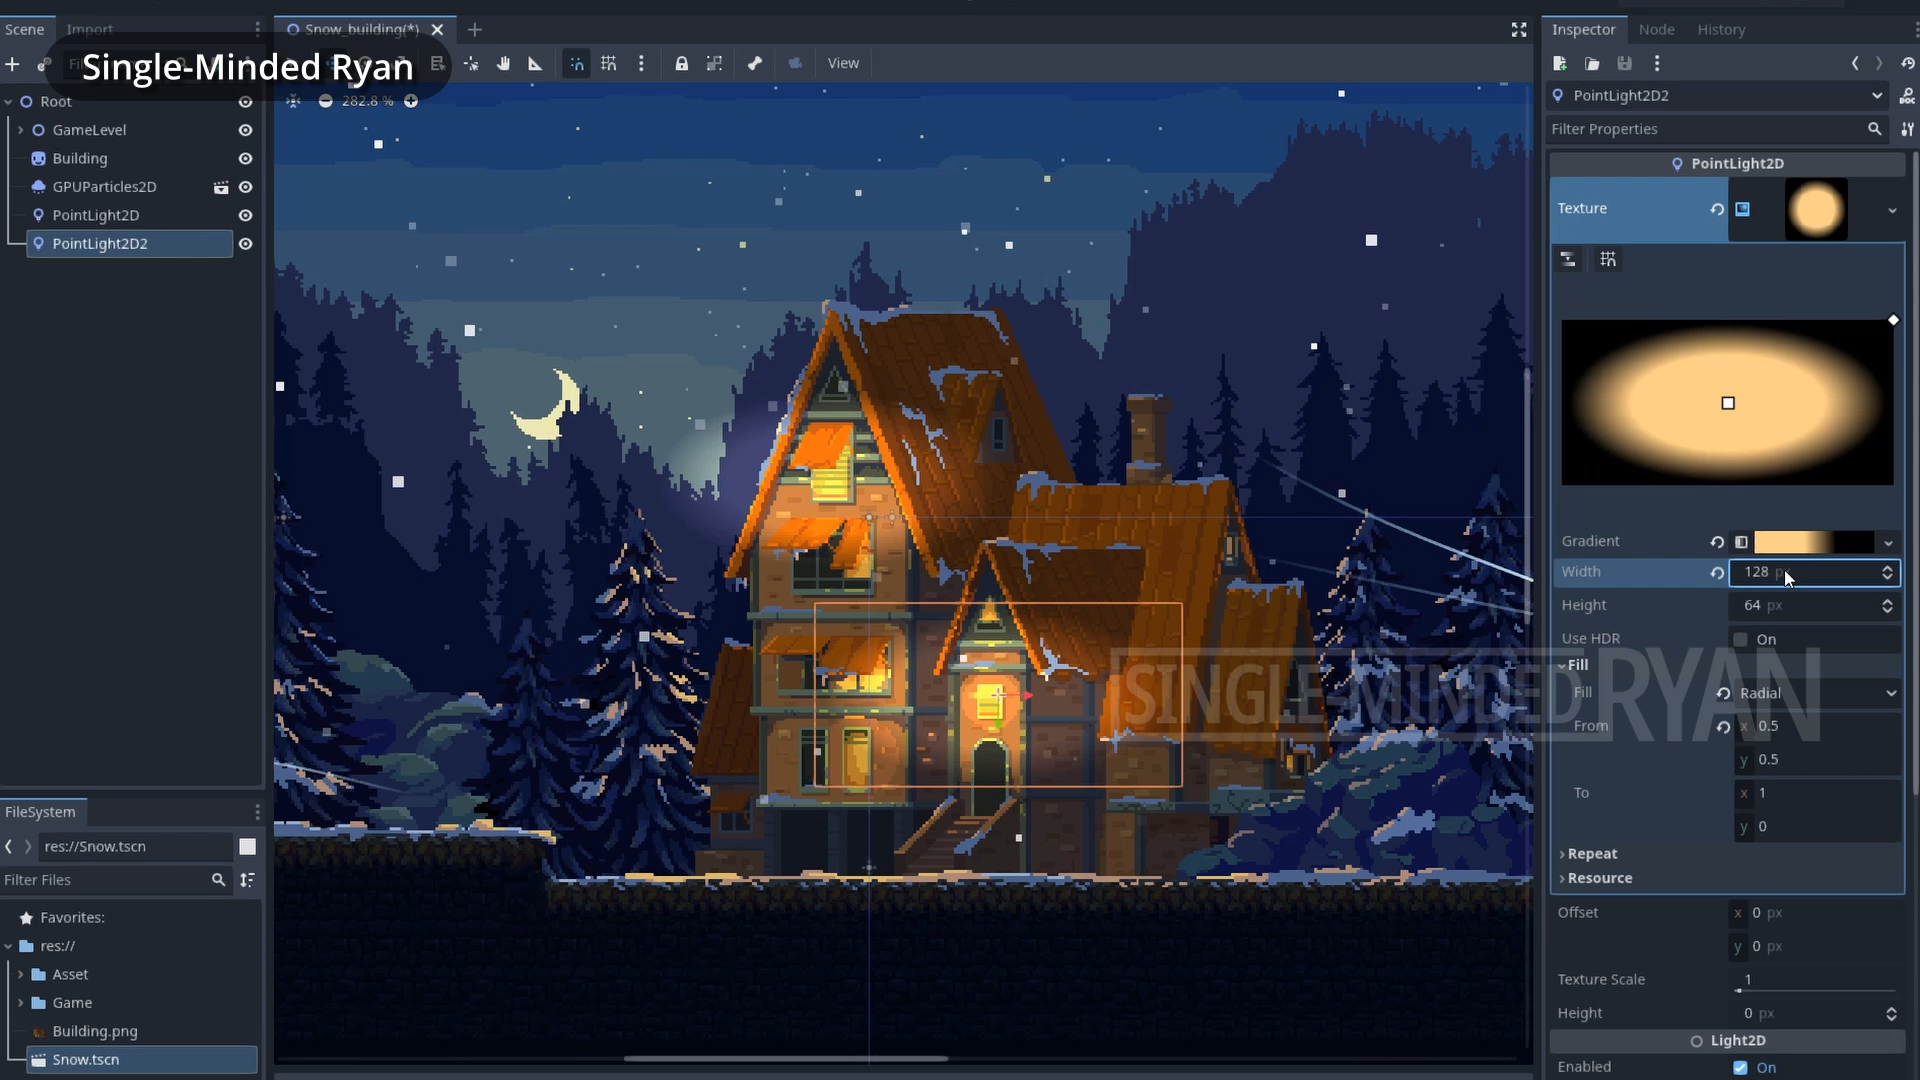 Scene
Import
Snow_building(*)
Single-Minded Ryan
View
282.8 %
Root
GameLevel
Building
GPUParticles2D
PointLight2D
PointLight2D2
FileSystem
res://Snow.tscn
Filter Files
Favorites:
res://
Asset
Game
Building.png
Snow.tscn
SINGLE-MINDED RYAN
Inspector
Node
History
PointLight2D2
DOC
Filter Properties
PointLight2D
Texture
Gradient
Width
128 px
Height
64 px
Use HDR
On
Fill
Fill
Radial
From
x 0.5
y 0.5
To
x 1
y 0
Repeat
Resource
Offset
x 0 px
y 0 px
Texture Scale
1
Height
0 px
Light2D
Enabled
On